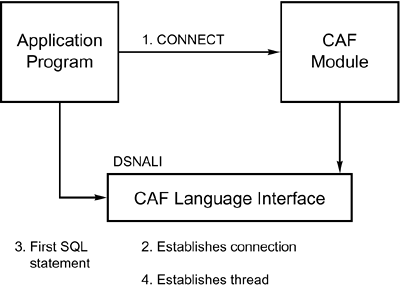 Application
Program
1. CONNECT
CAF
Module
DSNALI
CAF Language Interface
3. First SQL
statement
2. Establishes connection
4. Establishes thread